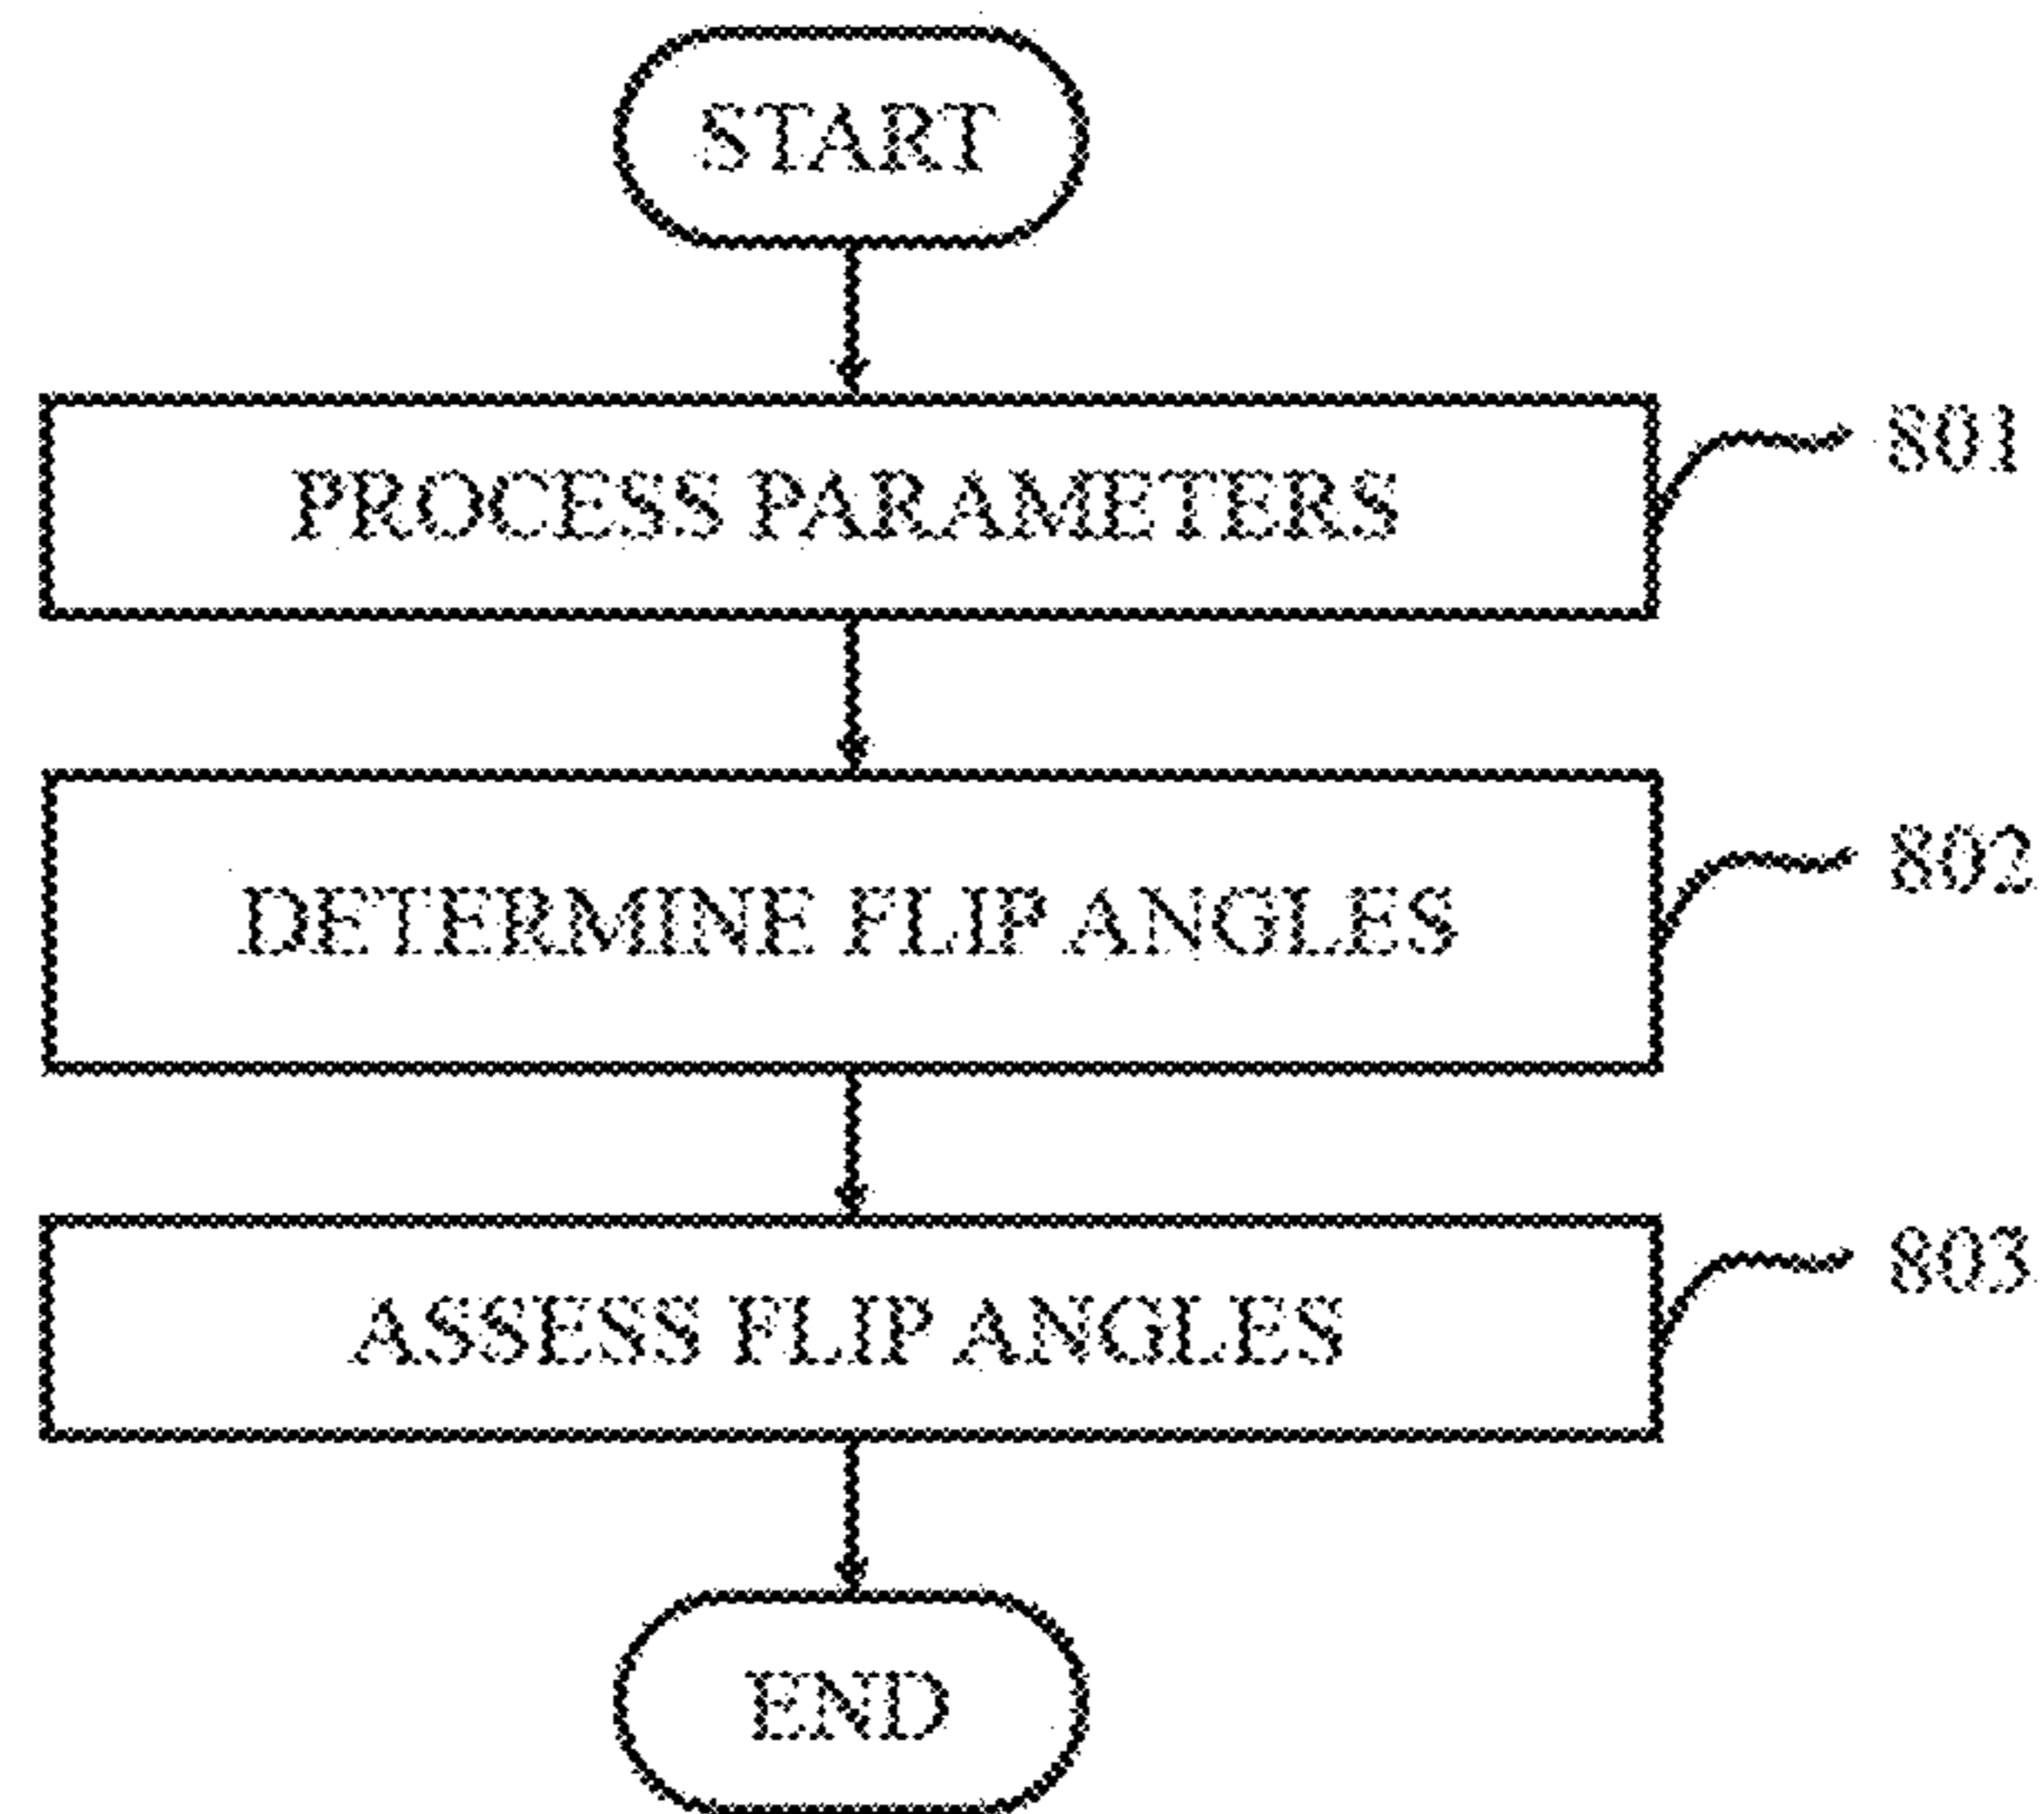 START
PROCESS PARAMETERS
801
DETERMINE FLIP ANGLES
802
ASSESS FLIP ANGLES
803
END